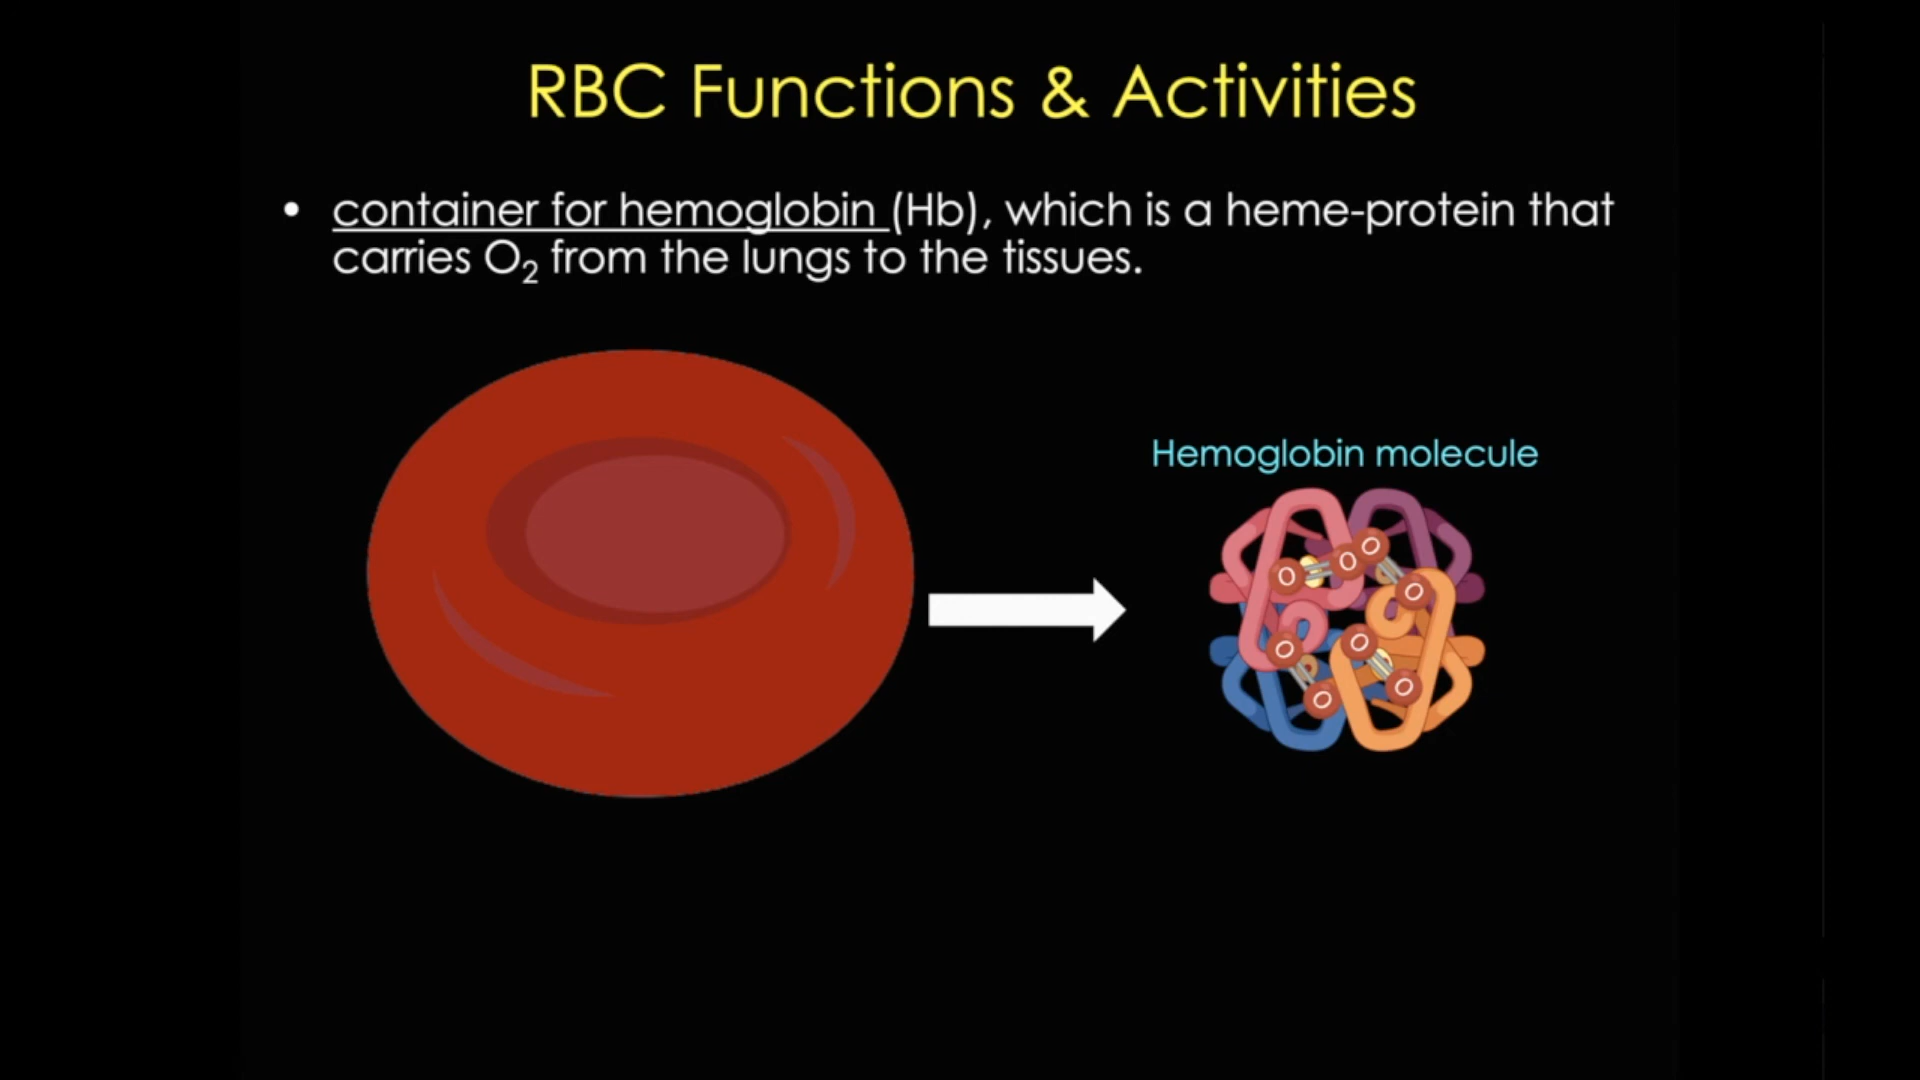 RBC Functions & Activities
• container for hemoglobin (Hb), which is a heme-protein that
carries O₂ from the lungs to the tissues.
Hemoglobin molecule
O O O O
O O O O